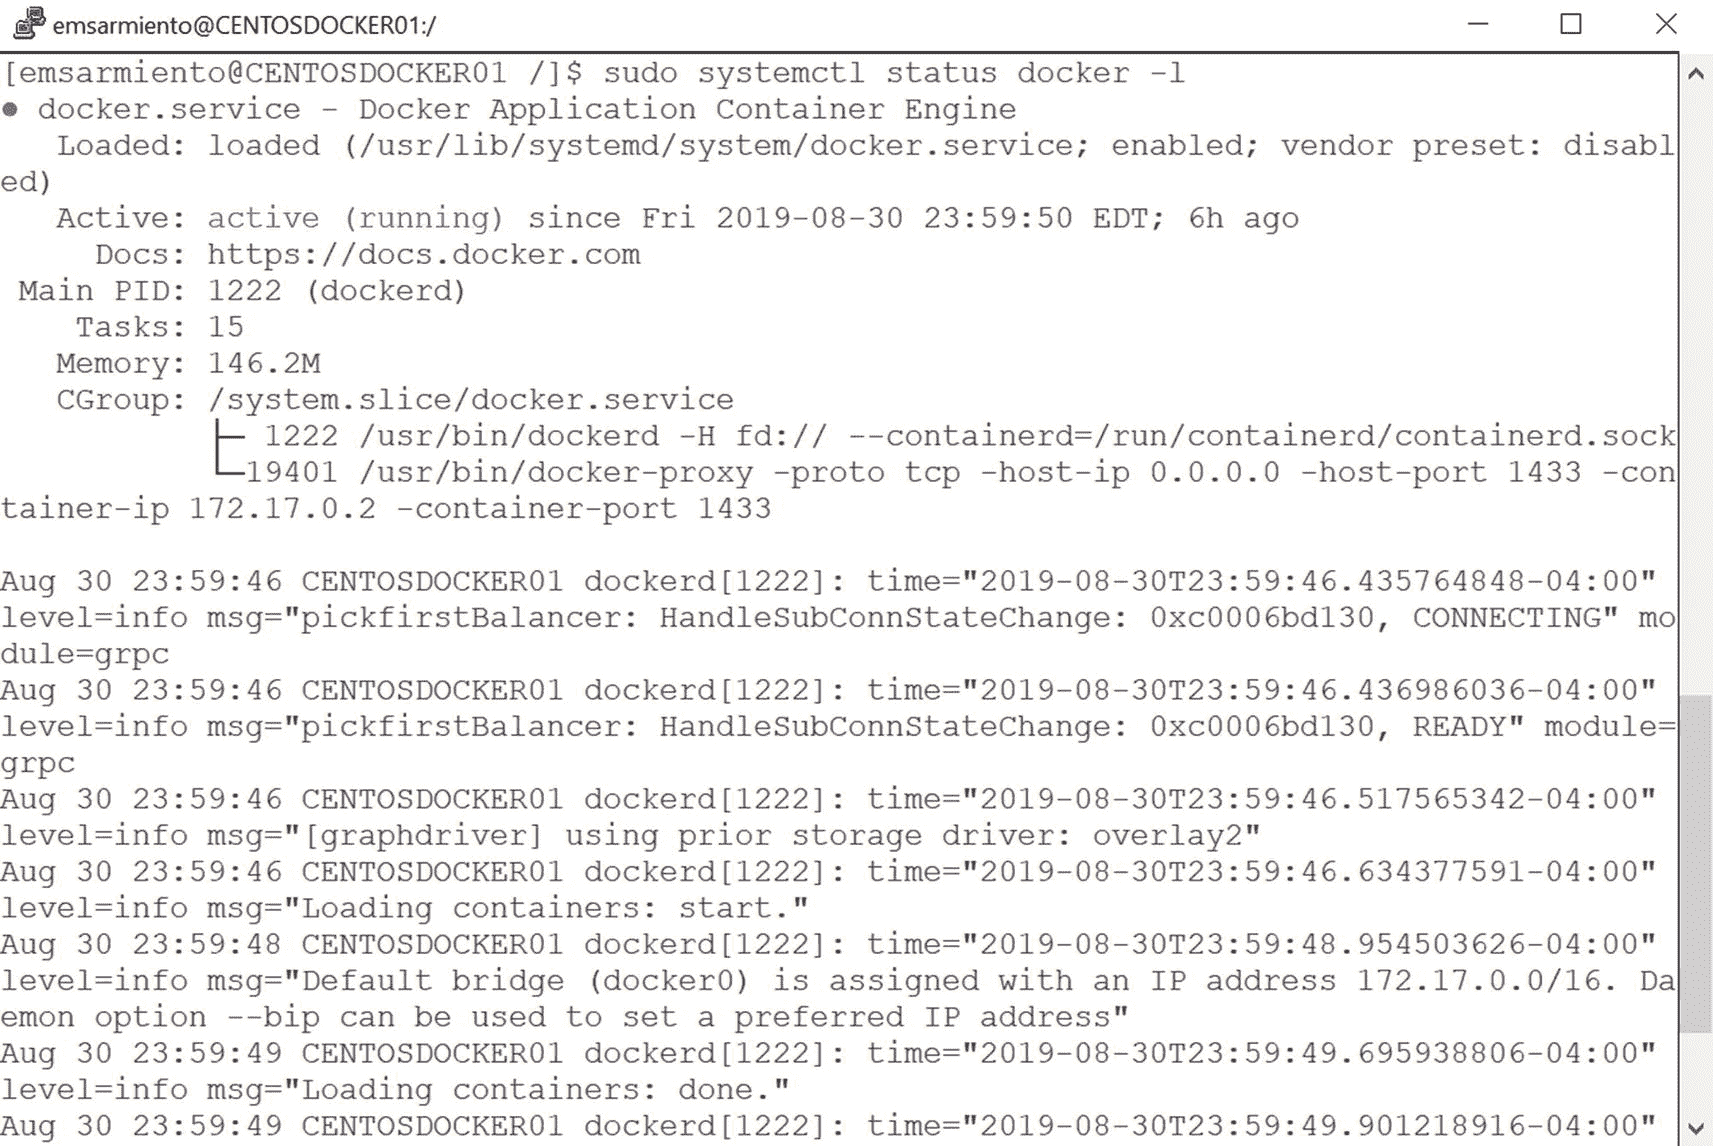 emsarmiento@CENTOSDOCKER01:/
[emsarmiento@CENTOSDOCKER01 /]$ sudo systemctl status docker -l
● docker.service - Docker Application Container Engine
   Loaded: loaded (/usr/lib/systemd/system/docker.service; enabled; vendor preset: disabl
ed)
   Active: active (running) since Fri 2019-08-30 23:59:50 EDT; 6h ago
     Docs: https://docs.docker.com
 Main PID: 1222 (dockerd)
    Tasks: 15
   Memory: 146.2M
   CGroup: /system.slice/docker.service
           ├─ 1222 /usr/bin/dockerd -H fd:// --containerd=/run/containerd/containerd.sock
           └─19401 /usr/bin/docker-proxy -proto tcp -host-ip 0.0.0.0 -host-port 1433 -con
tainer-ip 172.17.0.2 -container-port 1433
Aug 30 23:59:46 CENTOSDOCKER01 dockerd[1222]: time="2019-08-30T23:59:46.435764848-04:00"
level=info msg="pickfirstBalancer: HandleSubConnStateChange: 0xc0006bd130, CONNECTING" mo
dule=grpc
Aug 30 23:59:46 CENTOSDOCKER01 dockerd[1222]: time="2019-08-30T23:59:46.436986036-04:00"
level=info msg="pickfirstBalancer: HandleSubConnStateChange: 0xc0006bd130, READY" module=
grpc
Aug 30 23:59:46 CENTOSDOCKER01 dockerd[1222]: time="2019-08-30T23:59:46.517565342-04:00"
level=info msg="[graphdriver] using prior storage driver: overlay2"
Aug 30 23:59:46 CENTOSDOCKER01 dockerd[1222]: time="2019-08-30T23:59:46.634377591-04:00"
level=info msg="Loading containers: start."
Aug 30 23:59:48 CENTOSDOCKER01 dockerd[1222]: time="2019-08-30T23:59:48.954503626-04:00"
level=info msg="Default bridge (docker0) is assigned with an IP address 172.17.0.0/16. Da
emon option --bip can be used to set a preferred IP address"
Aug 30 23:59:49 CENTOSDOCKER01 dockerd[1222]: time="2019-08-30T23:59:49.695938806-04:00"
level=info msg="Loading containers: done."
Aug 30 23:59:49 CENTOSDOCKER01 dockerd[1222]: time="2019-08-30T23:59:49.901218916-04:00"